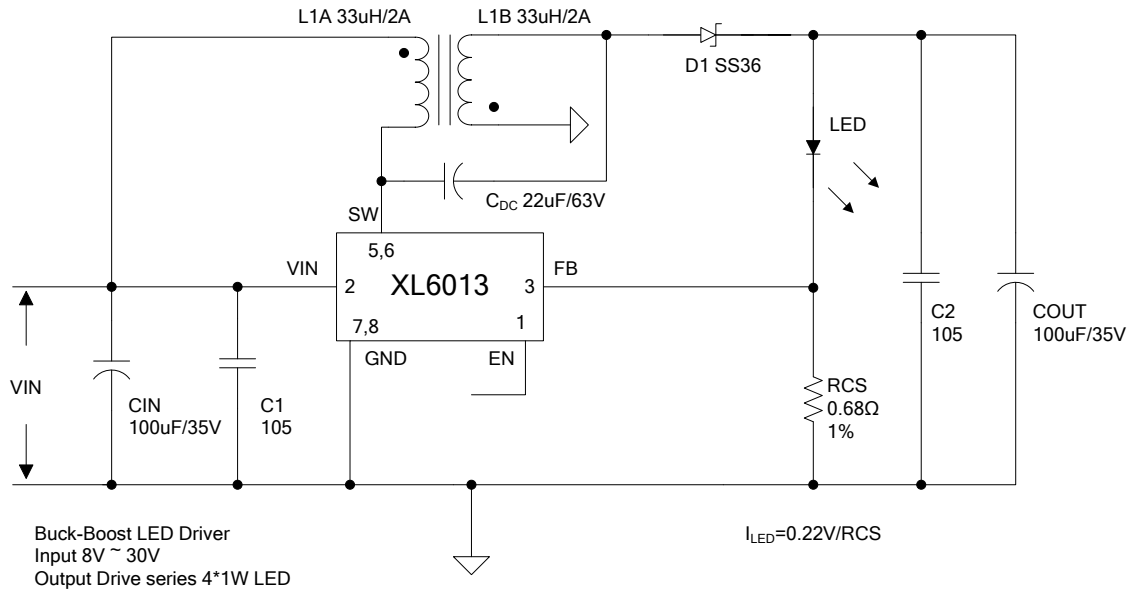 L1A 33uH/2A
L1B 33uH/2A
D1 SS36
LED
CDC 22uF/63V
SW
5,6
VIN
FB
2
XL6013
3
7,8
1
GND
EN
VIN
CIN
100uF/35V
C1
105
RCS
0.68Ω
1%
C2
105
COUT
100uF/35V
Buck-Boost LED Driver
Input 8V ~ 30V
Output Drive series 4*1W LED
ILED=0.22V/RCS